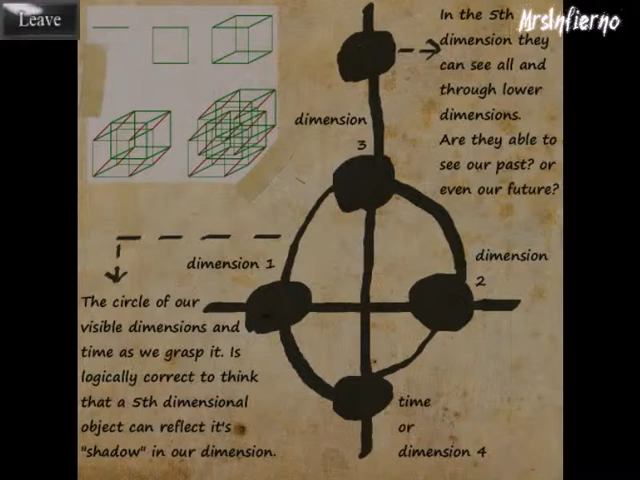 Leave
MrsInfierno
In the 5th
dimension they
can see all and
through lower
dimensions.
Are they able to
see our past? or
even our future?
dimension
3
dimension 1
dimension
2
The circle of our
visible dimensions and
time as we grasp it. Is
logically correct to think
that a 5th dimensional
object can reflect it's
"shadow" in our dimension.
time
or
dimension 4